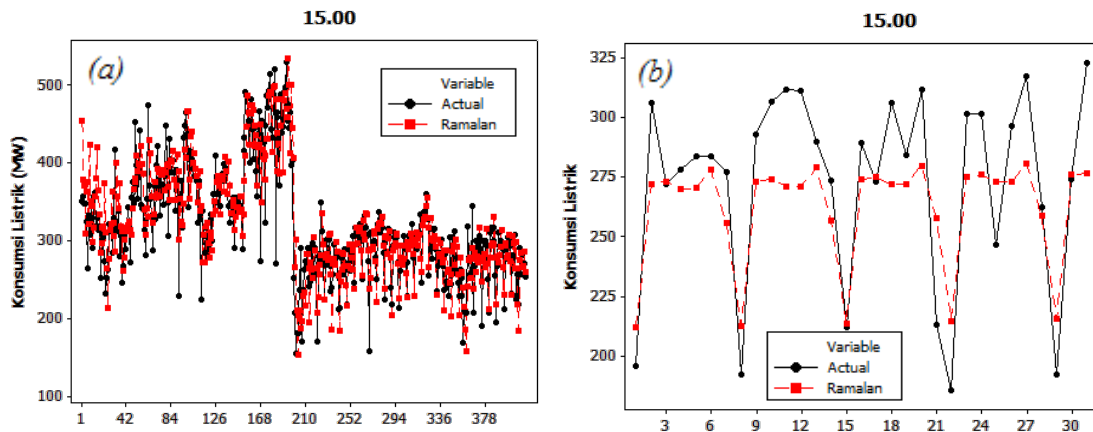 15.00
(a)
Konsumsi Listrik (MW)
500
400
300
200
100
1 42 84 126 168 210 252 294 336 378
Variable
Actual
Ramalan
15.00
(b)
Konsumsi Listrik
325
300
275
250
225
200
3 6 9 12 15 18 21 24 27 30
Variable
Actual
Ramalan